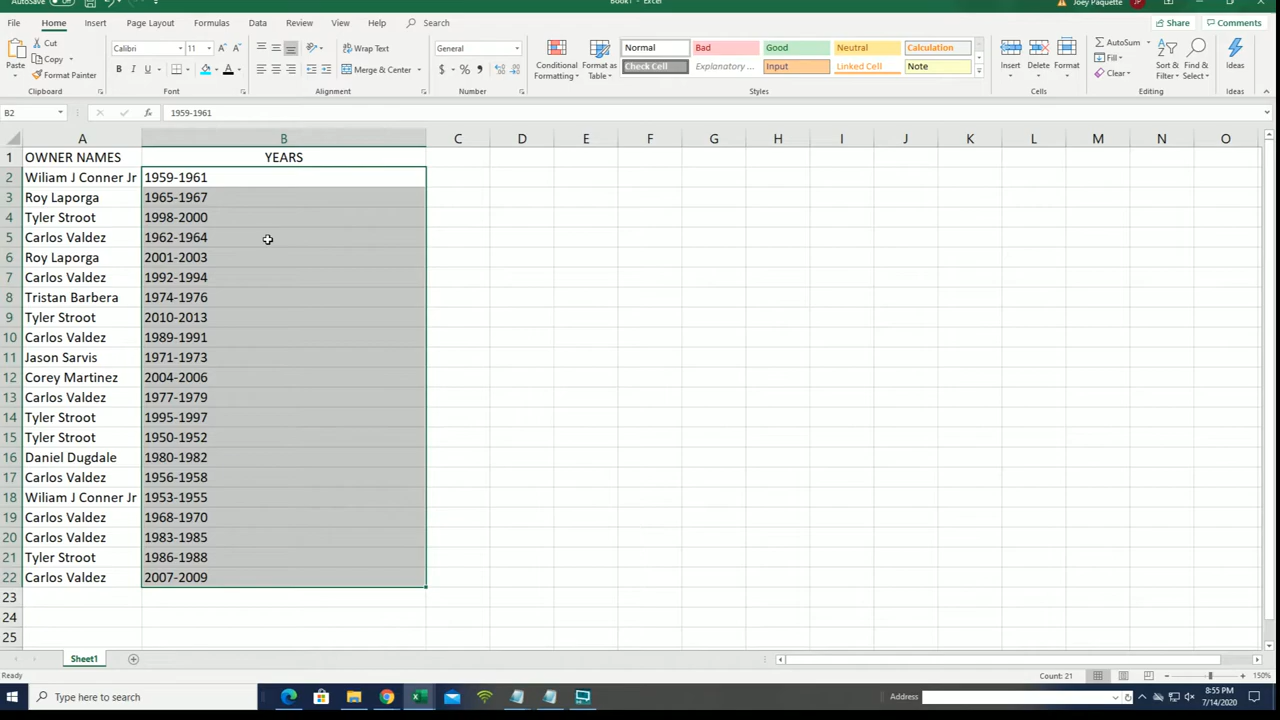 AutoSave Off Book1 - Excel Joey Paquette JP
File Home Insert Page Layout Formulas Data Review View Help Search Share Comments
Paste Cut Copy Format Painter Clipboard
Calibri 11 B I U Font
Wrap Text Merge & Center Alignment
General $ % Number
Conditional Formatting Format as Table Normal Bad Good Neutral Calculation
Check Cell Explanatory ... Input Linked Cell Note Styles
Insert Delete Format Cells
AutoSum Fill Clear Sort & Filter Find & Select Editing
Ideas Ideas
B2 fx 1959-1961
A B C D E F G H I J K L M N O
1 OWNER NAMES YEARS
2 Wiliam J Conner Jr 1959-1961
3 Roy Laporga 1965-1967
4 Tyler Stroot 1998-2000
5 Carlos Valdez 1962-1964
6 Roy Laporga 2001-2003
7 Carlos Valdez 1992-1994
8 Tristan Barbera 1974-1976
9 Tyler Stroot 2010-2013
10 Carlos Valdez 1989-1991
11 Jason Sarvis 1971-1973
12 Corey Martinez 2004-2006
13 Carlos Valdez 1977-1979
14 Tyler Stroot 1995-1997
15 Tyler Stroot 1950-1952
16 Daniel Dugdale 1980-1982
17 Carlos Valdez 1956-1958
18 Wiliam J Conner Jr 1953-1955
19 Carlos Valdez 1968-1970
20 Carlos Valdez 1983-1985
21 Tyler Stroot 1986-1988
22 Carlos Valdez 2007-2009
23
24
25
Sheet1
Ready Count: 21 150%
Type here to search Address 8:55 PM
7/14/2020